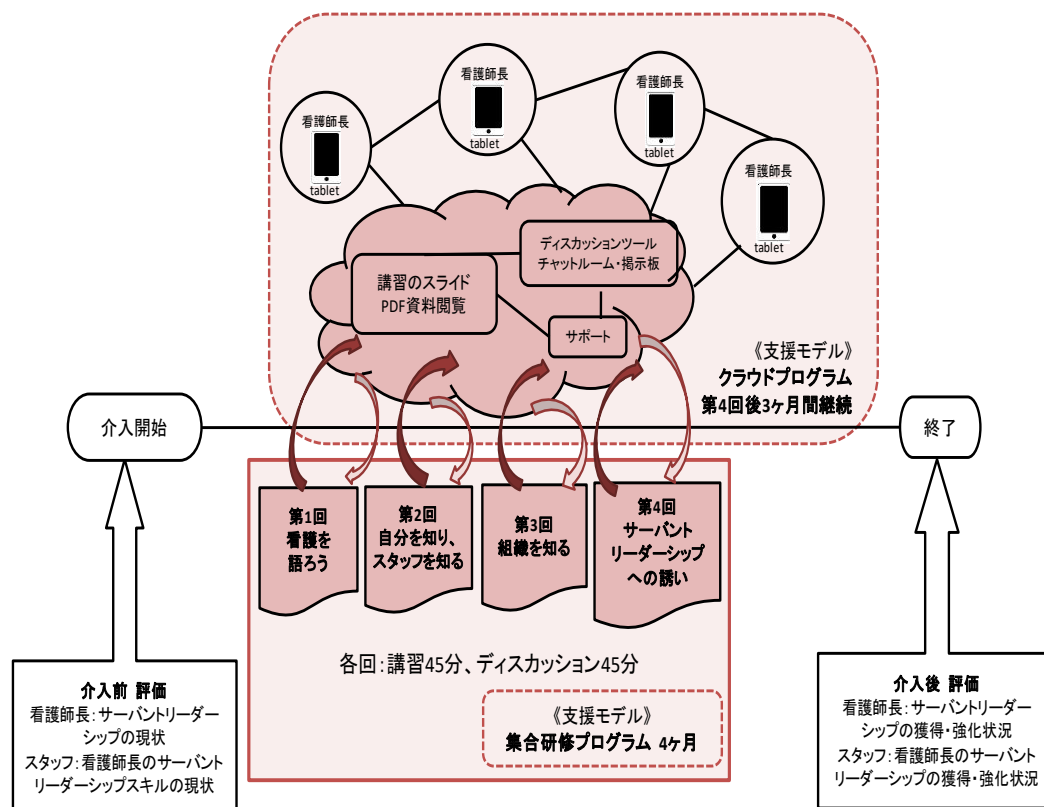 看護師長
tablet
看護師長
tablet
看護師長
tablet
看護師長
tablet
ディスカッションツール
チャットルーム・掲示板
講習のスライド
PDF資料閲覧
サポート
《支援モデル》
クラウドプログラム
第4回後3ヶ月間継続
介入開始
終了
第1回
看護を
語ろう
第2回
自分を知り、
スタッフを知る
第3回
組織を知る
第4回
サーバント
リーダーシップ
への誘い
各回：講習45分、ディスカッション45分
《支援モデル》
集合研修プログラム 4ヶ月
介入前 評価
看護師長：サーバントリーダー
シップの現状
スタッフ：看護師長のサーバント
リーダーシップスキルの現状
介入後 評価
看護師長：サーバントリーダー
シップの獲得・強化状況
スタッフ：看護師長のサーバント
リーダーシップの獲得・強化状況